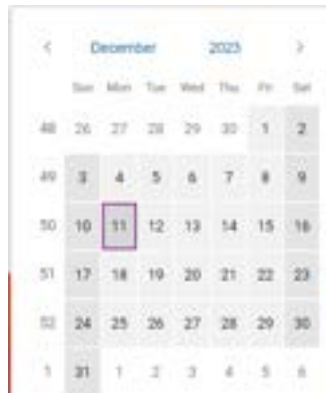 < December 2023 >
Sun Mon Tue Wed Thu Fri Sat
48 26 27 28 29 30 1 2
49 3 4 5 6 7 8 9
50 10 11 12 13 14 15 16
51 17 18 19 20 21 22 23
52 24 25 26 27 28 29 30
1 31 1 2 3 4 5 6